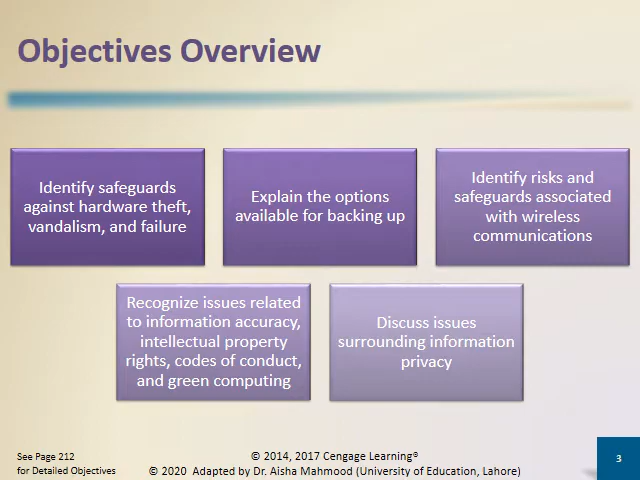 Objectives Overview
Identify safeguards
against hardware theft,
vandalism, and failure
Explain the options
available for backing up
Identify risks and
safeguards associated
with wireless
communications
Recognize issues related
to information accuracy,
intellectual property
rights, codes of conduct,
and green computing
Discuss issues
surrounding information
privacy
See Page 212
for Detailed Objectives
© 2014, 2017 Cengage Learning®
© 2020 Adapted by Dr. Aisha Mahmood (University of Education, Lahore)
3